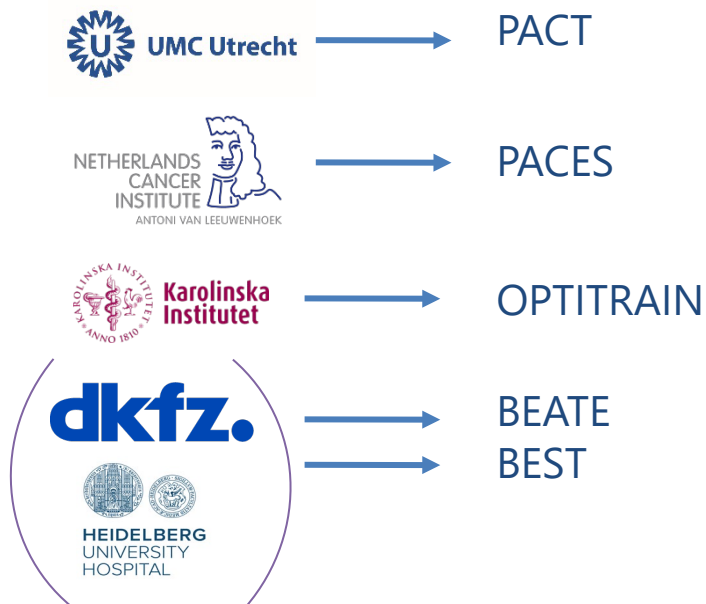 UMC Utrecht
PACT
NETHERLANDS
CANCER
INSTITUTE
ANTONI VAN LEEUWENHOEK
PACES
KAROLINSKA INSTITUTET
ANNO 1810
Karolinska
Institutet
OPTITRAIN
dkfz.
BEATE
BEST
HEIDELBERG
UNIVERSITY
HOSPITAL